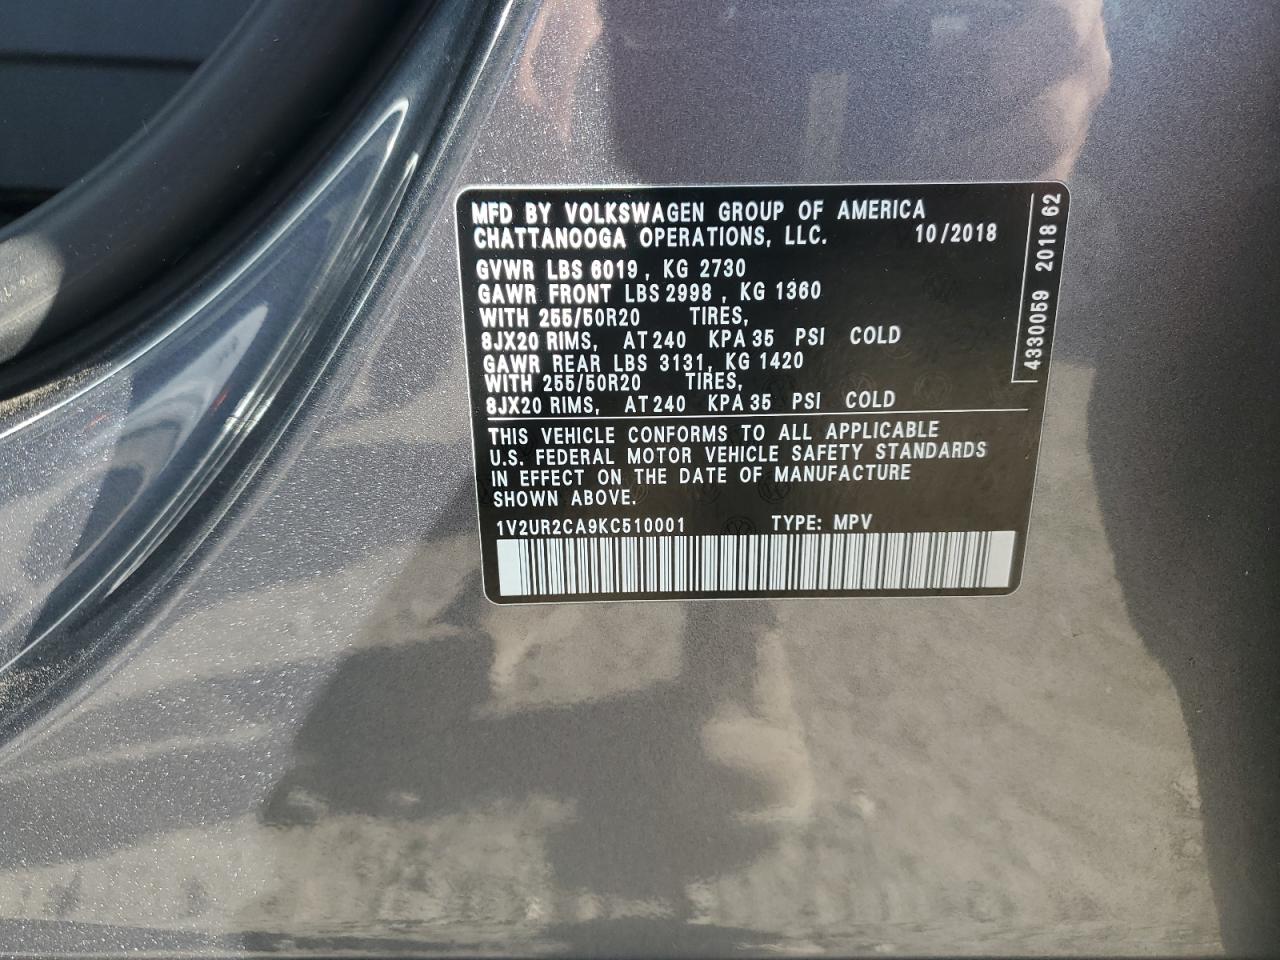 MFD BY VOLKSWAGEN GROUP OF AMERICA
CHATTANOOGA OPERATIONS, LLC. 10/2018
GVWR LBS 6019, KG 2730
GAWR FRONT LBS 2998, KG 1360
WITH 255/50R20 TIRES,
8JX20 RIMS, AT 240 KPA 35 PSI COLD
GAWR REAR LBS 3131, KG 1420
WITH 255/50R20 TIRES,
8JX20 RIMS, AT 240 KPA 35 PSI COLD
THIS VEHICLE CONFORMS TO ALL APPLICABLE
U.S. FEDERAL MOTOR VEHICLE SAFETY STANDARDS
IN EFFECT ON THE DATE OF MANUFACTURE
SHOWN ABOVE.
1V2UR2CA9KC510001 TYPE: MPV
4330059 2018 62